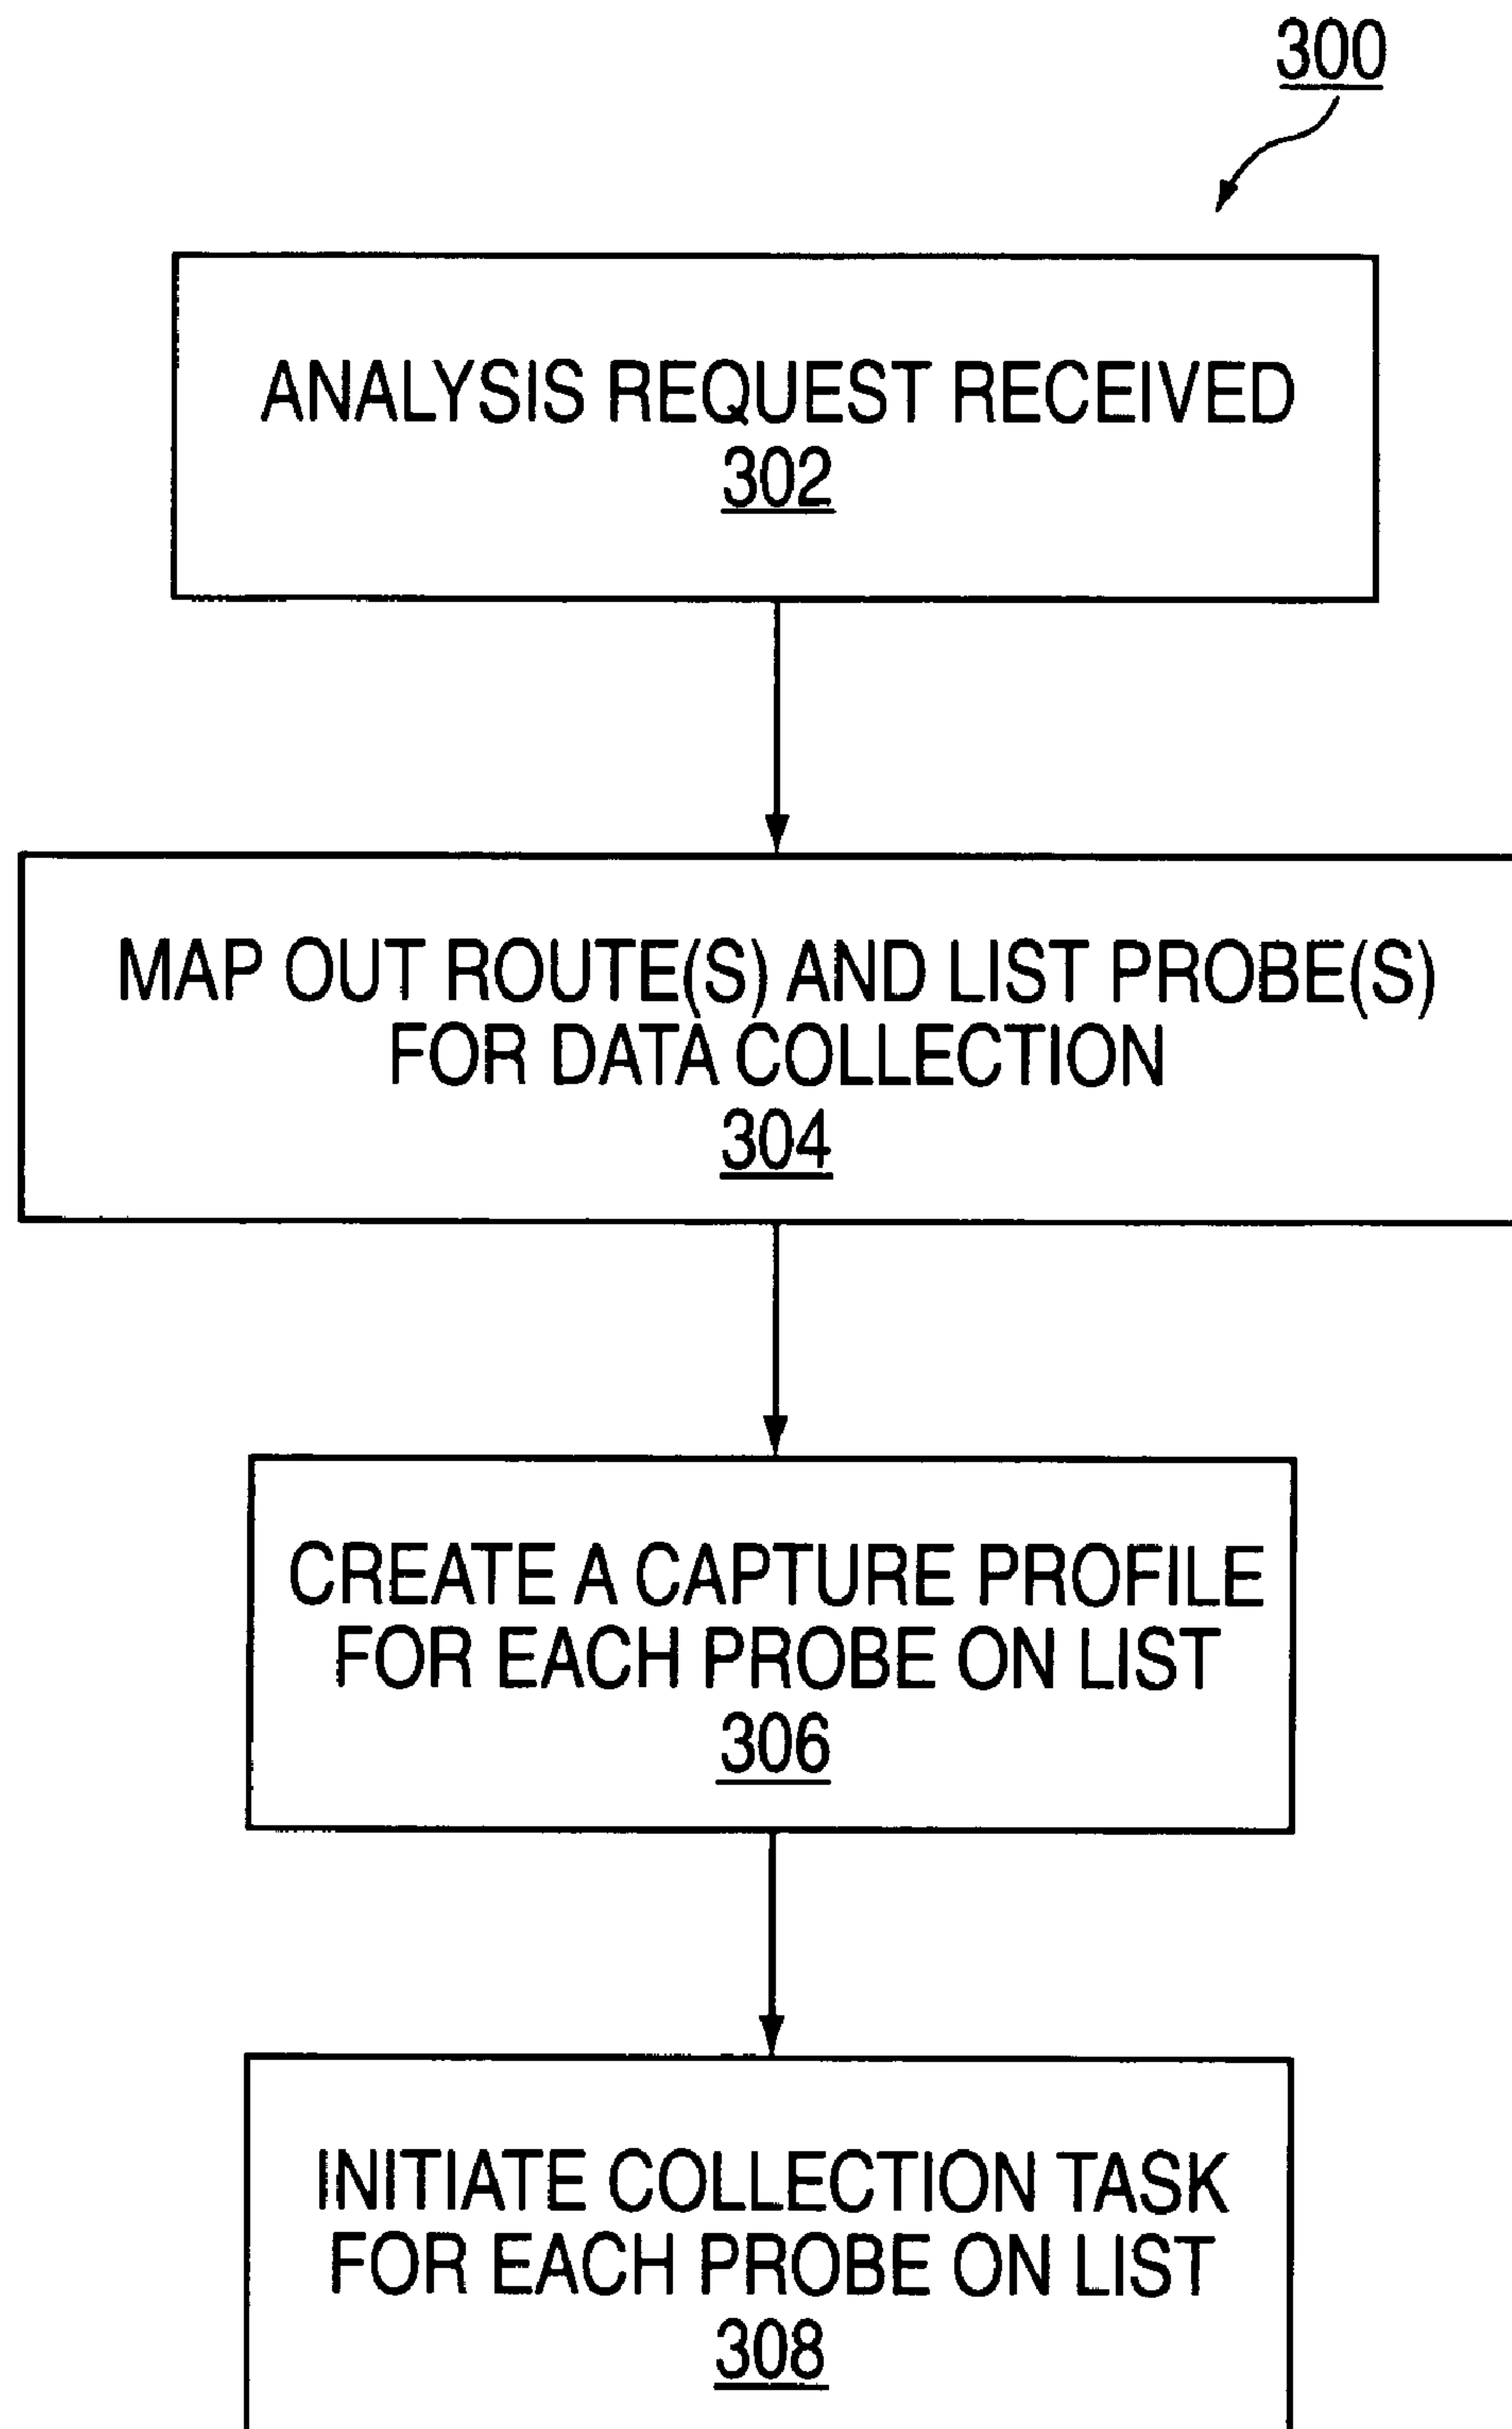 300
ANALYSIS REQUEST RECEIVED
302
MAP OUT ROUTE(S) AND LIST PROBE(S)
FOR DATA COLLECTION
304
CREATE A CAPTURE PROFILE
FOR EACH PROBE ON LIST
306
INITIATE COLLECTION TASK
FOR EACH PROBE ON LIST
308